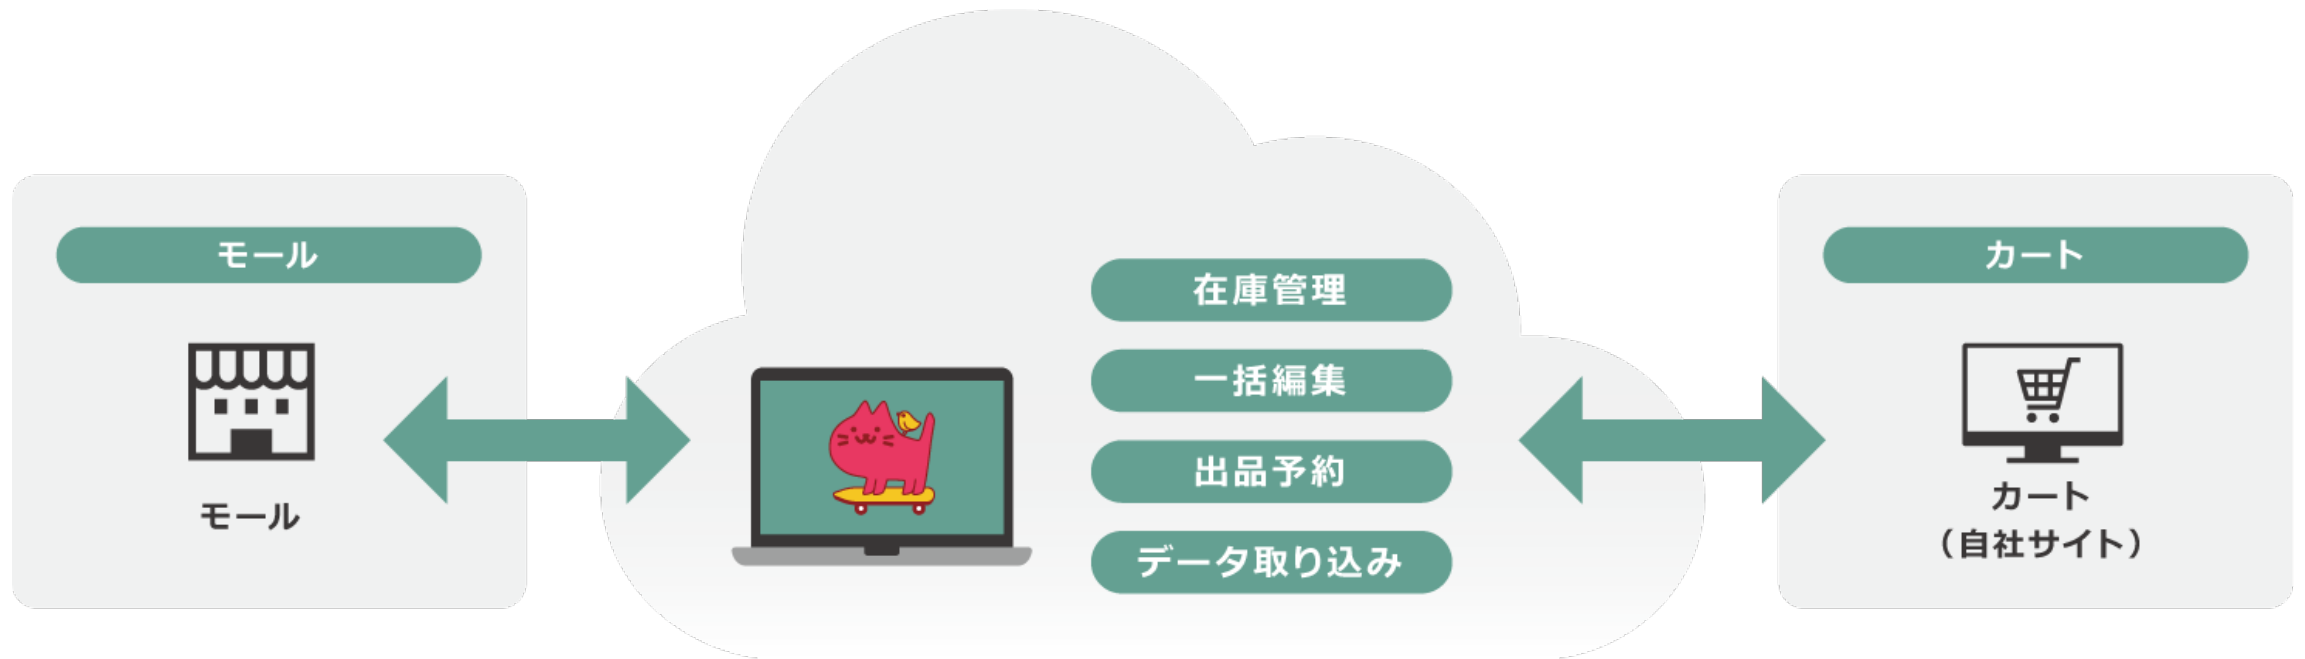 モール
モール
在庫管理
一括編集
出品予約
データ取り込み
カート
カート
（自社サイト）